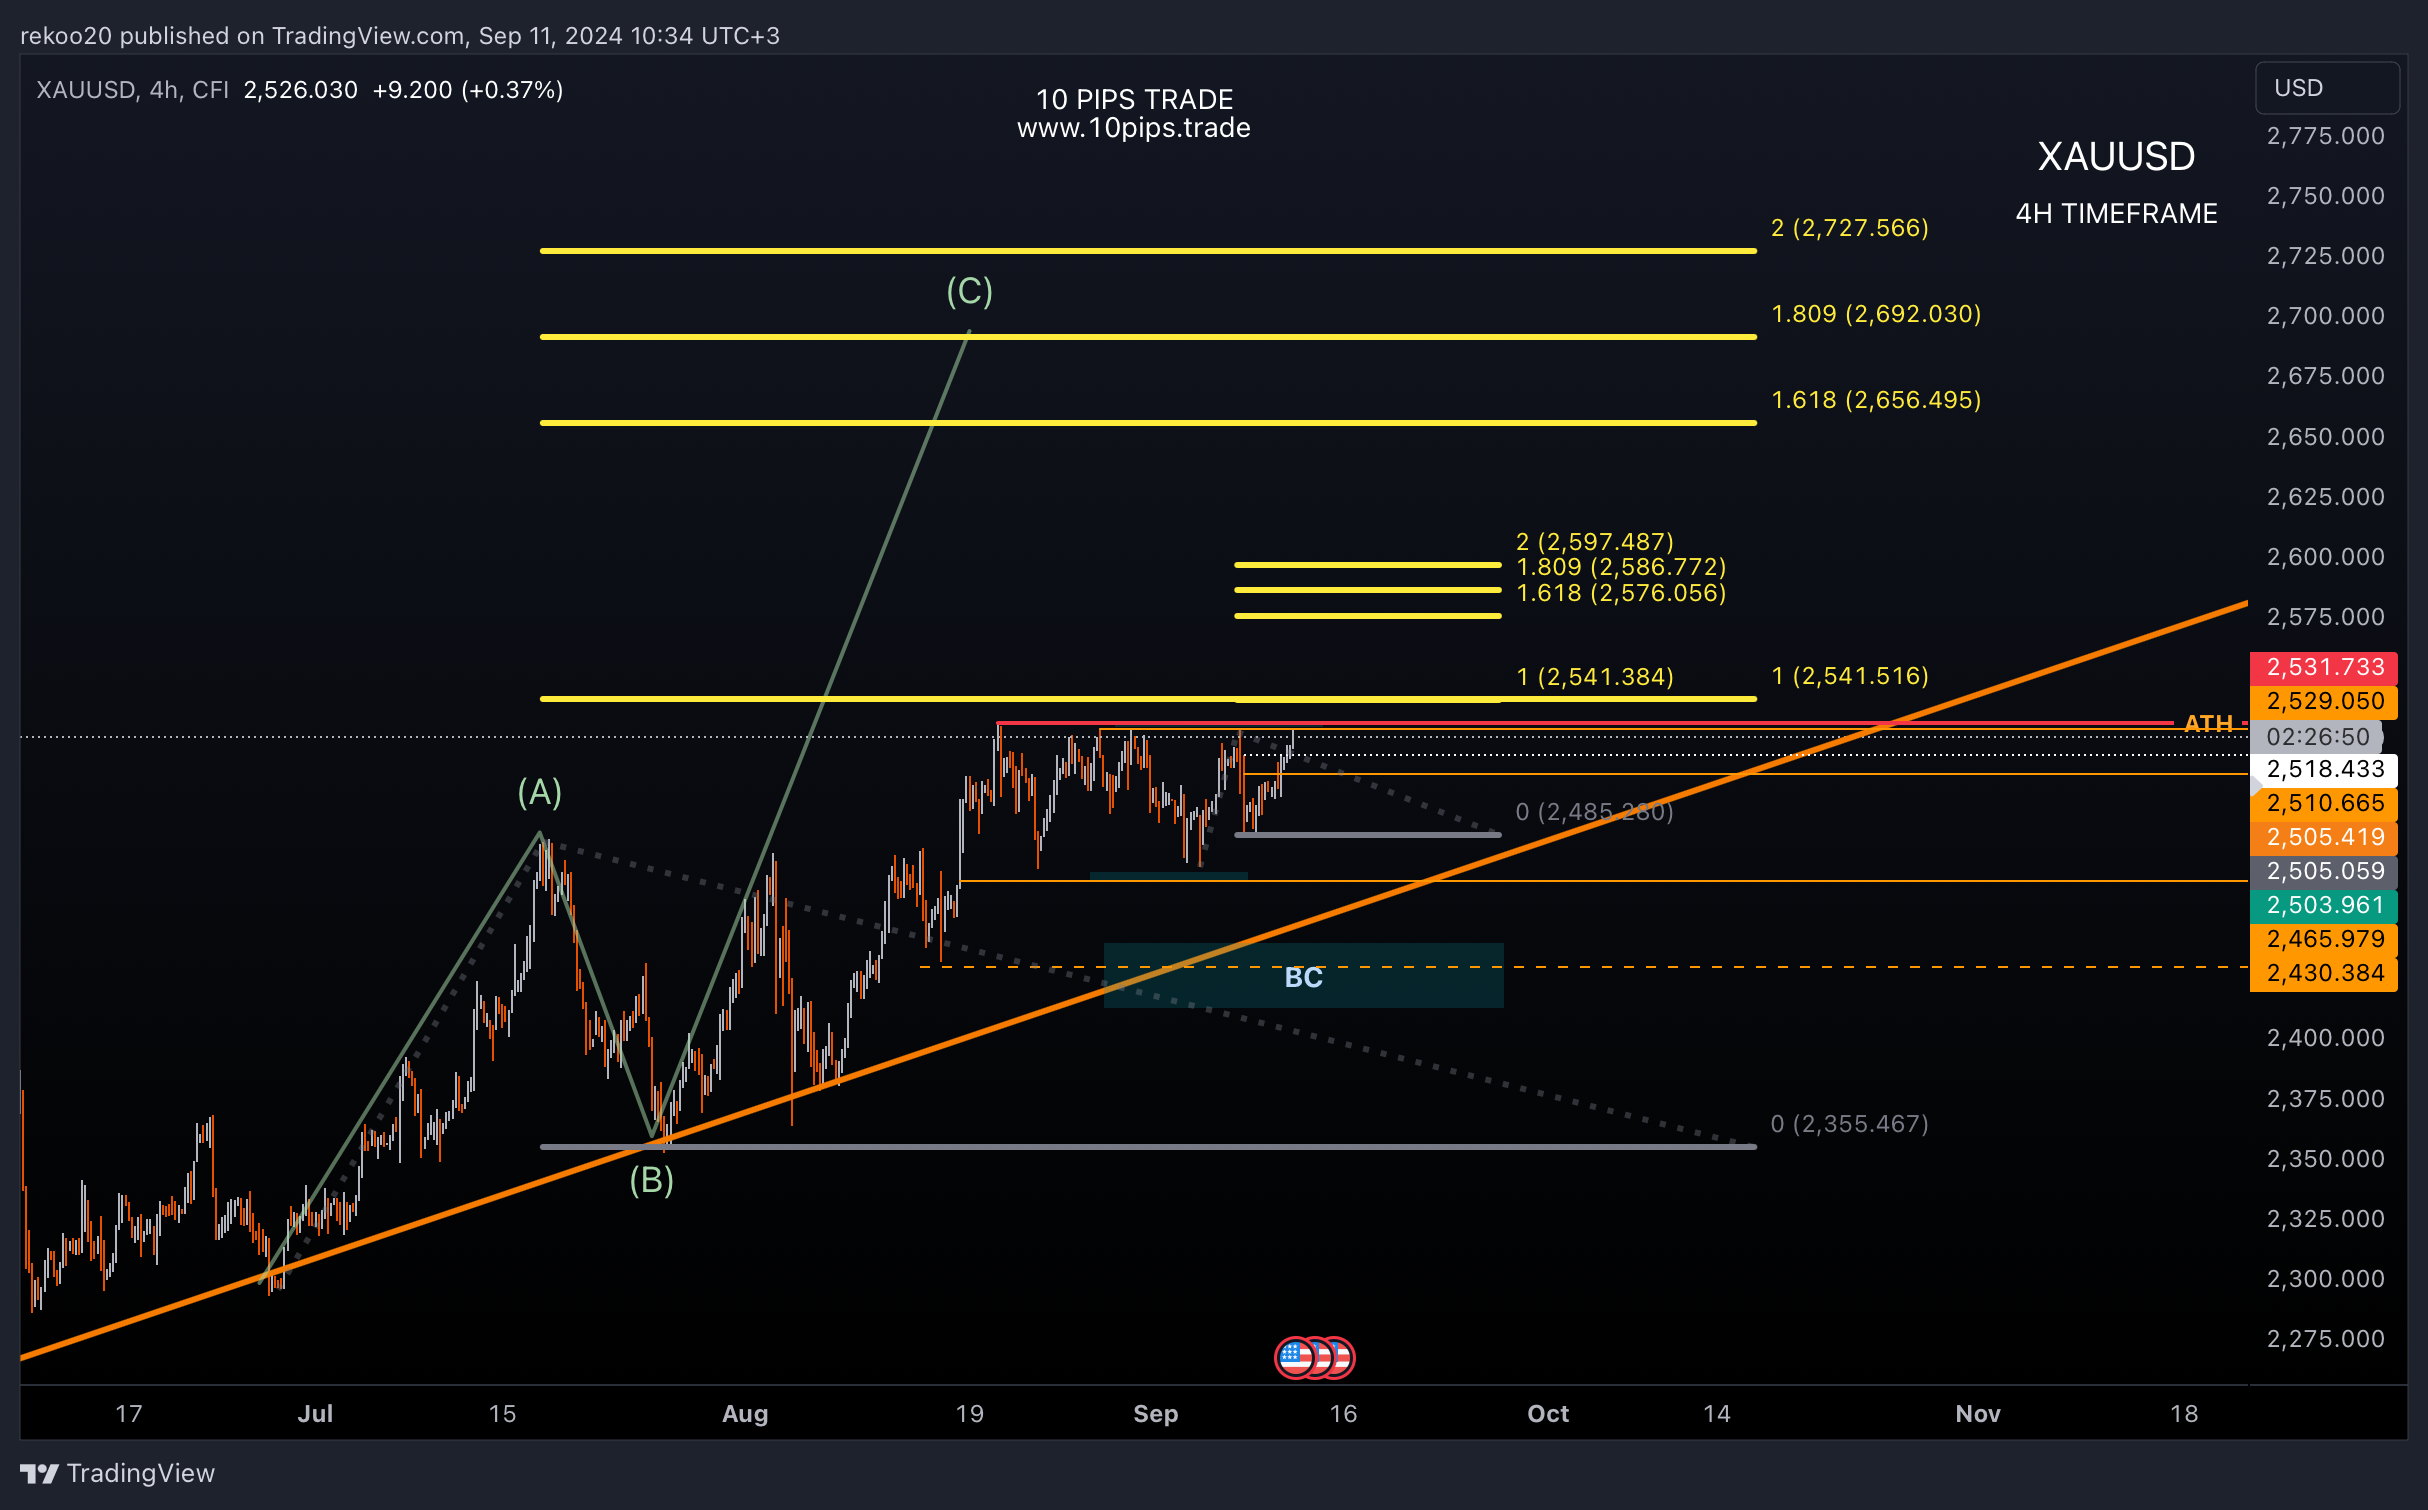 rekoo20 published on TradingView.com, Sep 11, 2024 10:34 UTC+3
XAUUSD, 4h, CFI 2,526.030 +9.200 (+0.37%)
10 PIPS TRADE
www.10pips.trade
USD
XAUUSD
4H TIMEFRAME
2,775.000
2,750.000
2,725.000
2,700.000
2,675.000
2,650.000
2,625.000
2,600.000
2,575.000
2,531.733
2,529.050
02:26:50
2,518.433
2,510.665
2,505.419
2,505.059
2,503.961
2,465.979
2,430.384
2,400.000
2,375.000
2,350.000
2,325.000
2,300.000
2,275.000
2 (2,727.566)
(C)
1.809 (2,692.030)
1.618 (2,656.495)
2 (2,597.487)
1.809 (2,586.772)
1.618 (2,576.056)
1 (2,541.384)
1 (2,541.516)
ATH
(A)
0 (2,485.280)
BC
0 (2,355.467)
(B)
17 Jul 15 Aug 19 Sep 16 Oct 14 Nov 18
TradingView